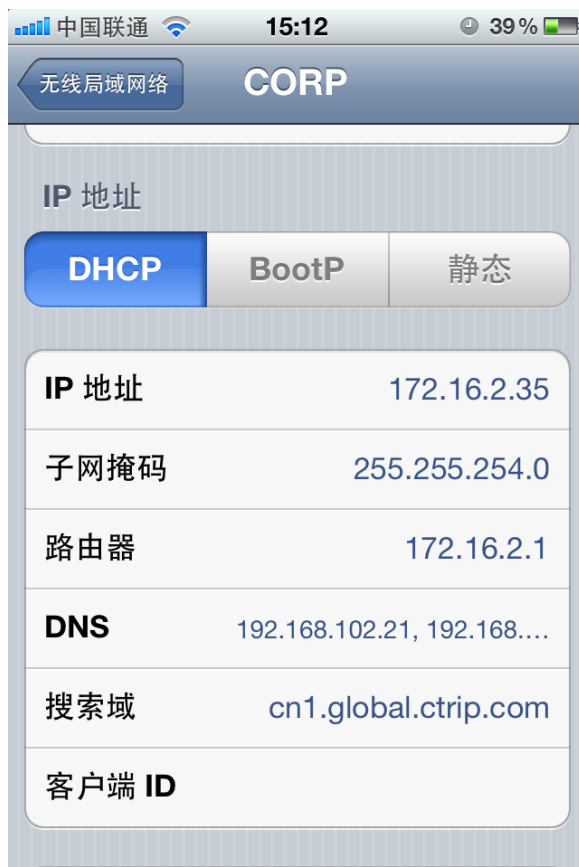 中国联通 15:12 39%
无线局域网络 CORP
IP 地址
DHCP BootP 静态
IP 地址 172.16.2.35
子网掩码 255.255.254.0
路由器 172.16.2.1
DNS 192.168.102.21, 192.168....
搜索域 cn1.global.ctrip.com
客户端 ID